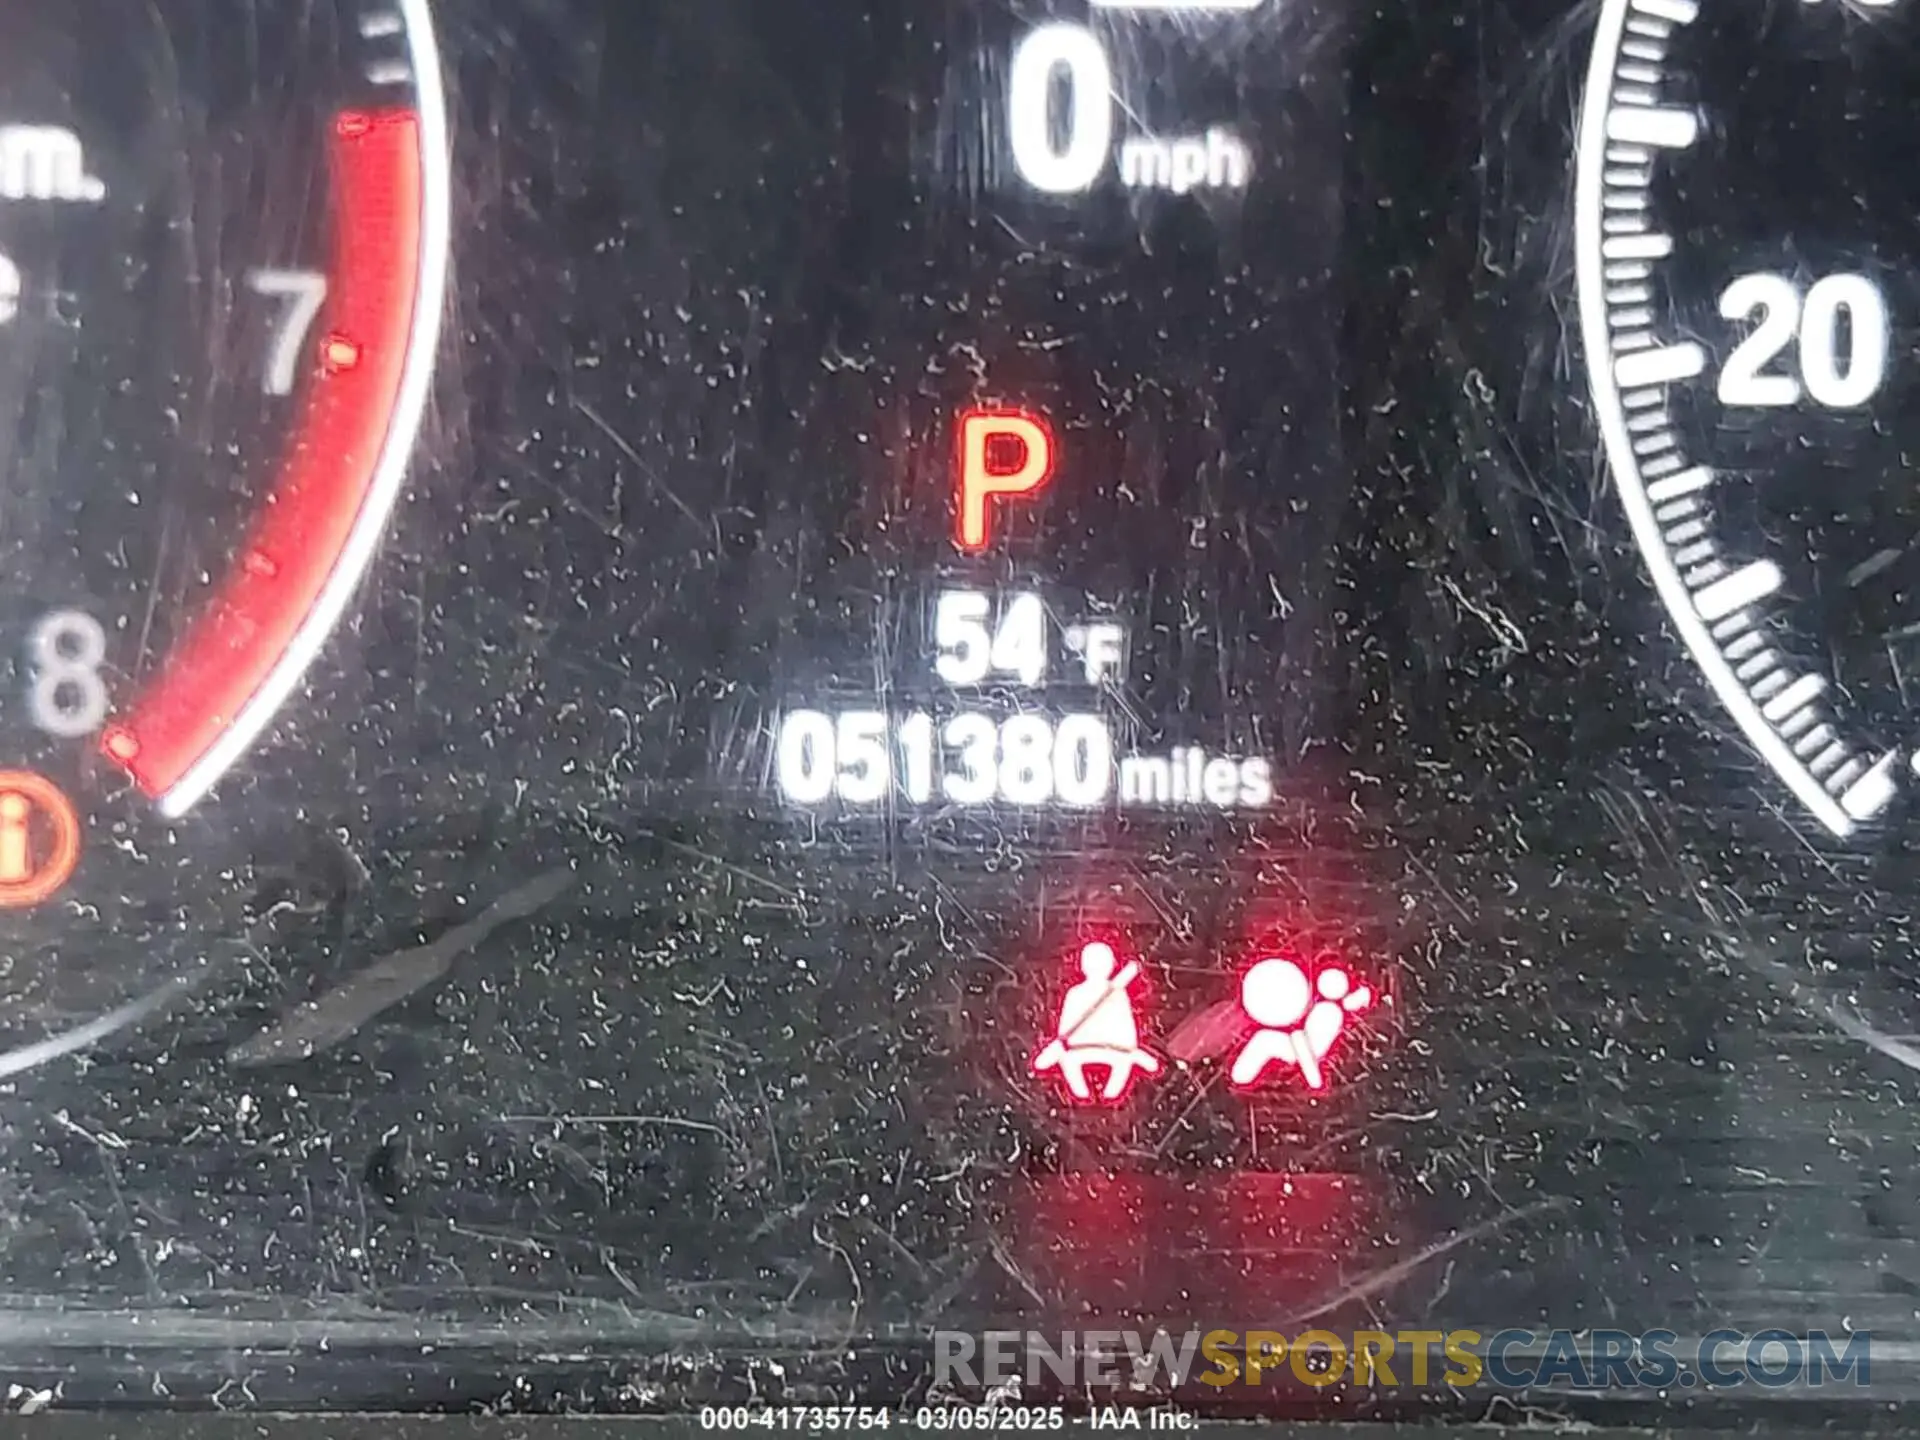 0 mph
m.
7
20
P
54 °F
8
051380 miles
i
RENEWSPORTSCARS.COM
000-41735754 - 03/05/2025 - IAA Inc.